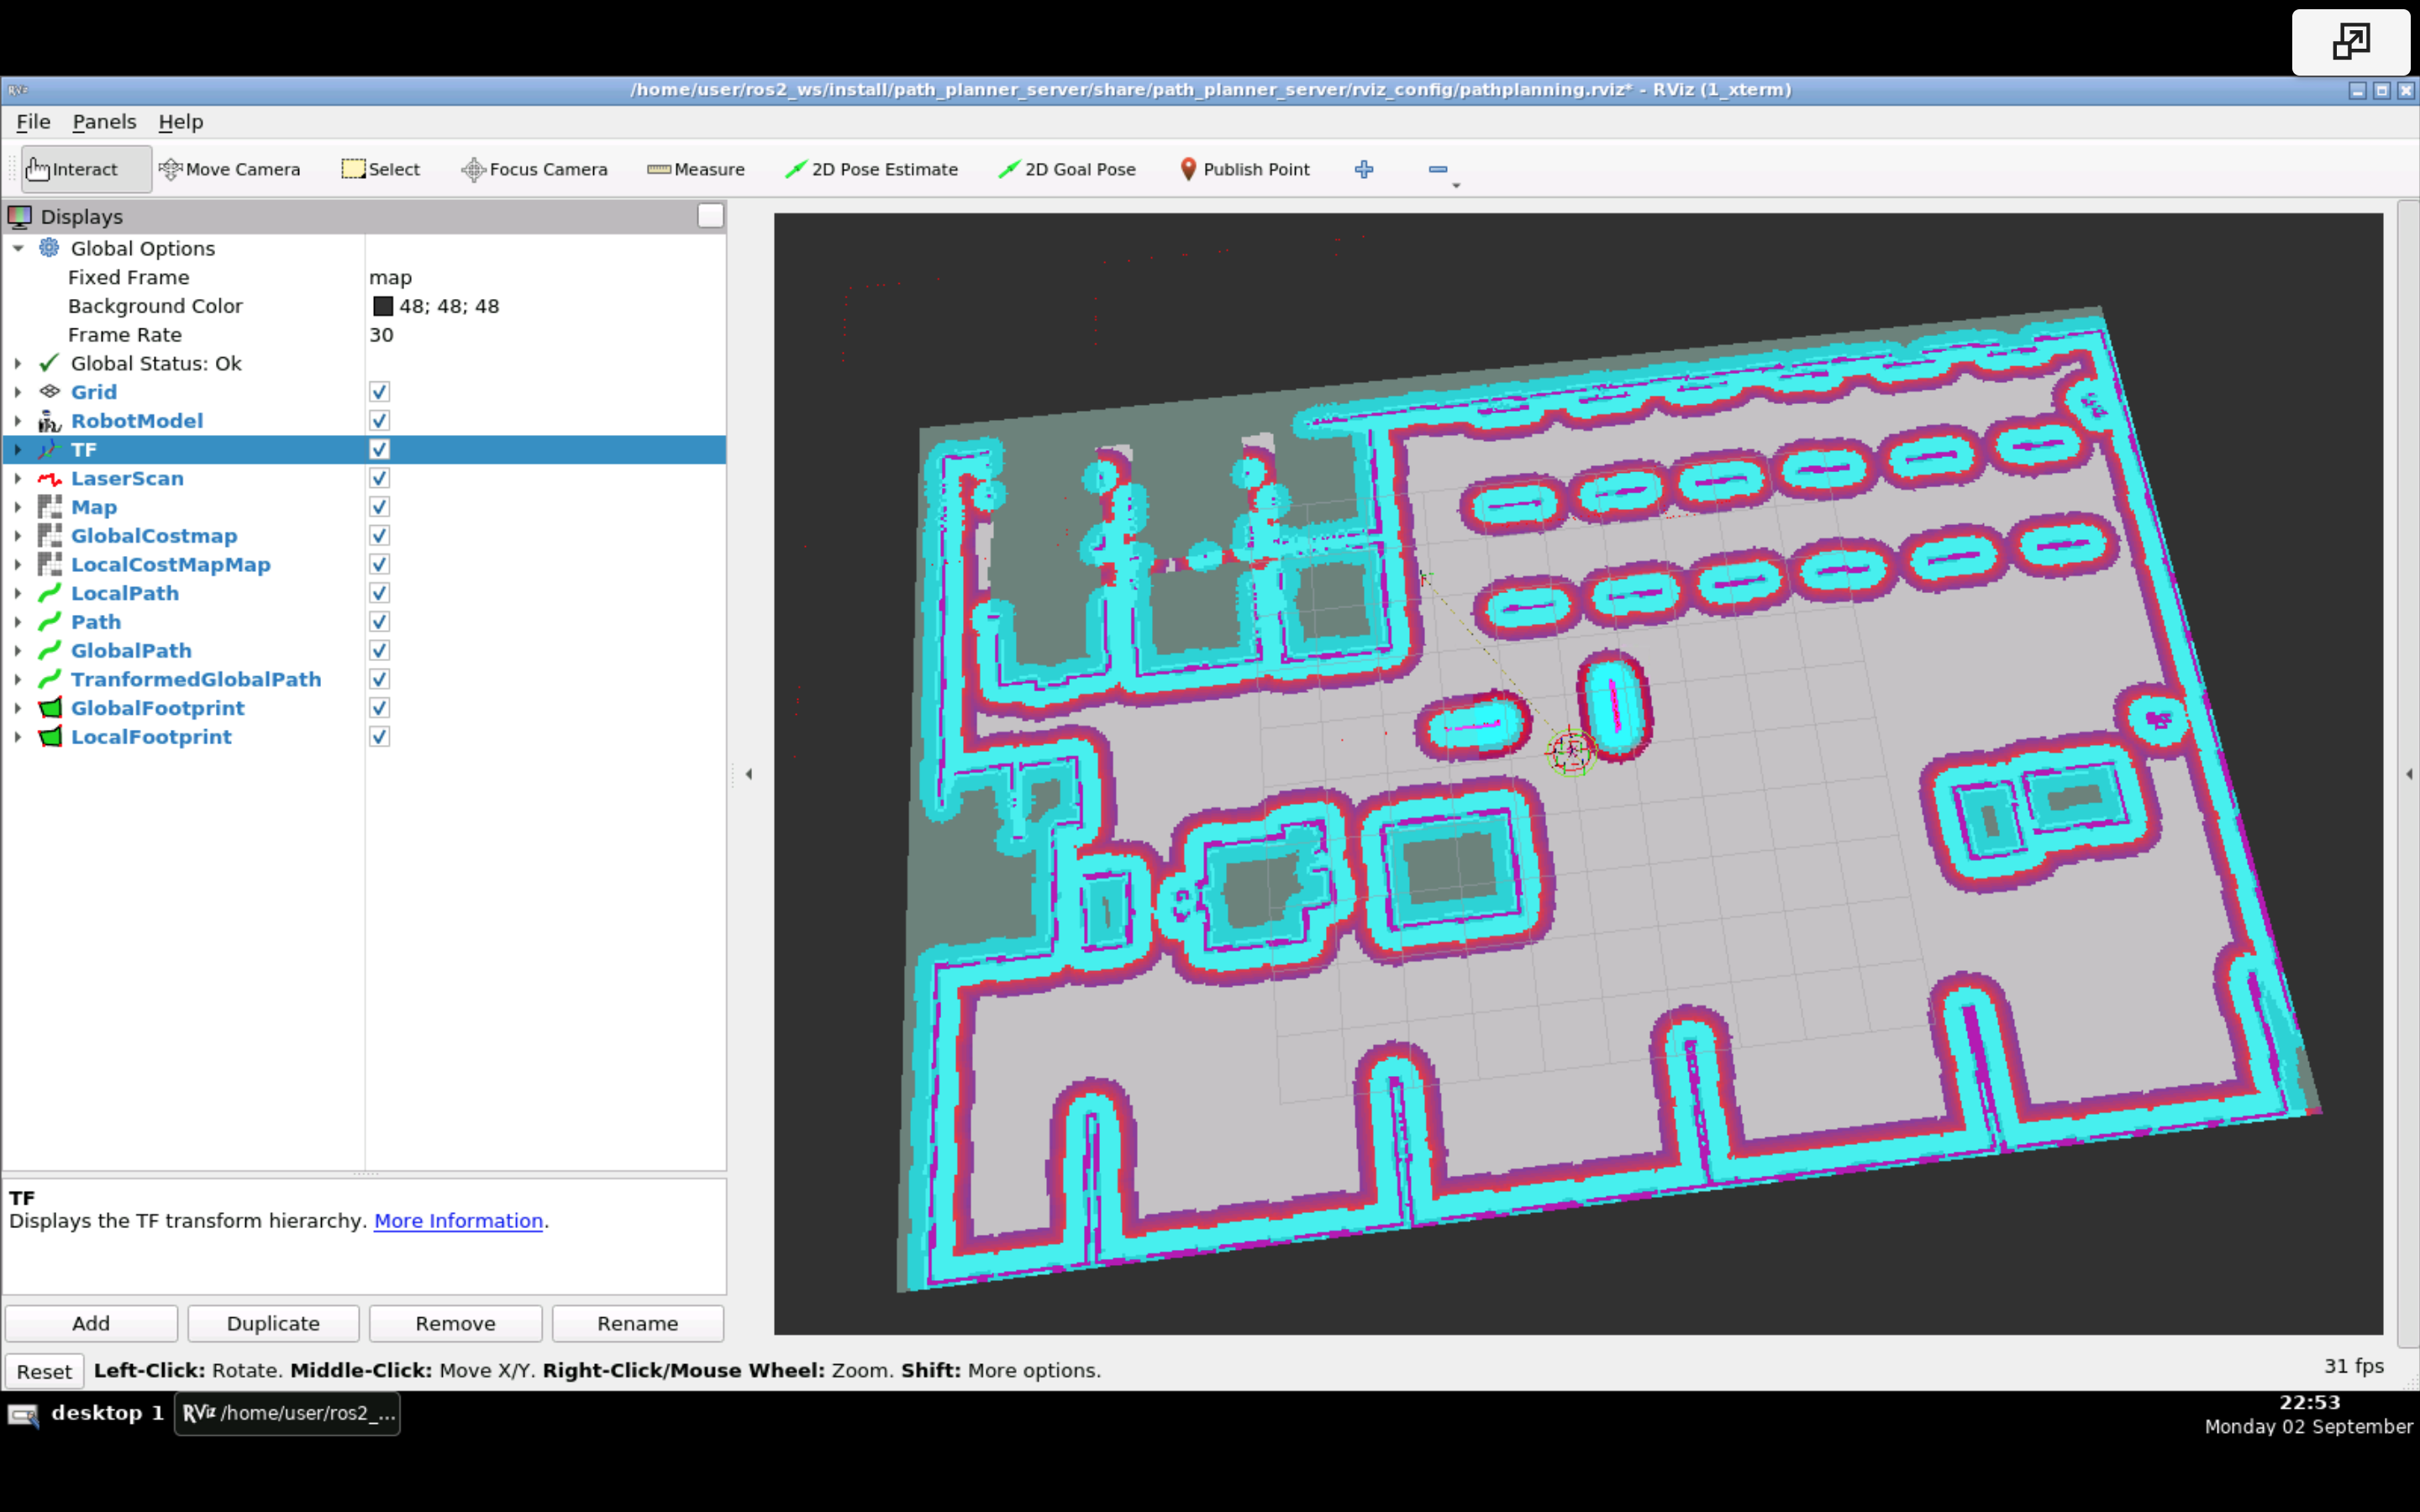 /home/user/ros2_ws/install/path_planner_server/share/path_planner_server/rviz_config/pathplanning.rviz* - RViz (1_xterm)
File Panels Help
Interact Move Camera Select Focus Camera Measure 2D Pose Estimate 2D Goal Pose Publish Point
Displays
Global Options
Fixed Frame map
Background Color 48; 48; 48
Frame Rate 30
Global Status: Ok
Grid
RobotModel
TF
LaserScan
Map
GlobalCostmap
LocalCostMapMap
LocalPath
Path
GlobalPath
TranformedGlobalPath
GlobalFootprint
LocalFootprint
TF
Displays the TF transform hierarchy. More Information.
Add Duplicate Remove Rename
Reset Left-Click: Rotate. Middle-Click: Move X/Y. Right-Click/Mouse Wheel: Zoom. Shift: More options. 31 fps
desktop 1 RViz /home/user/ros2_... 22:53
Monday 02 September